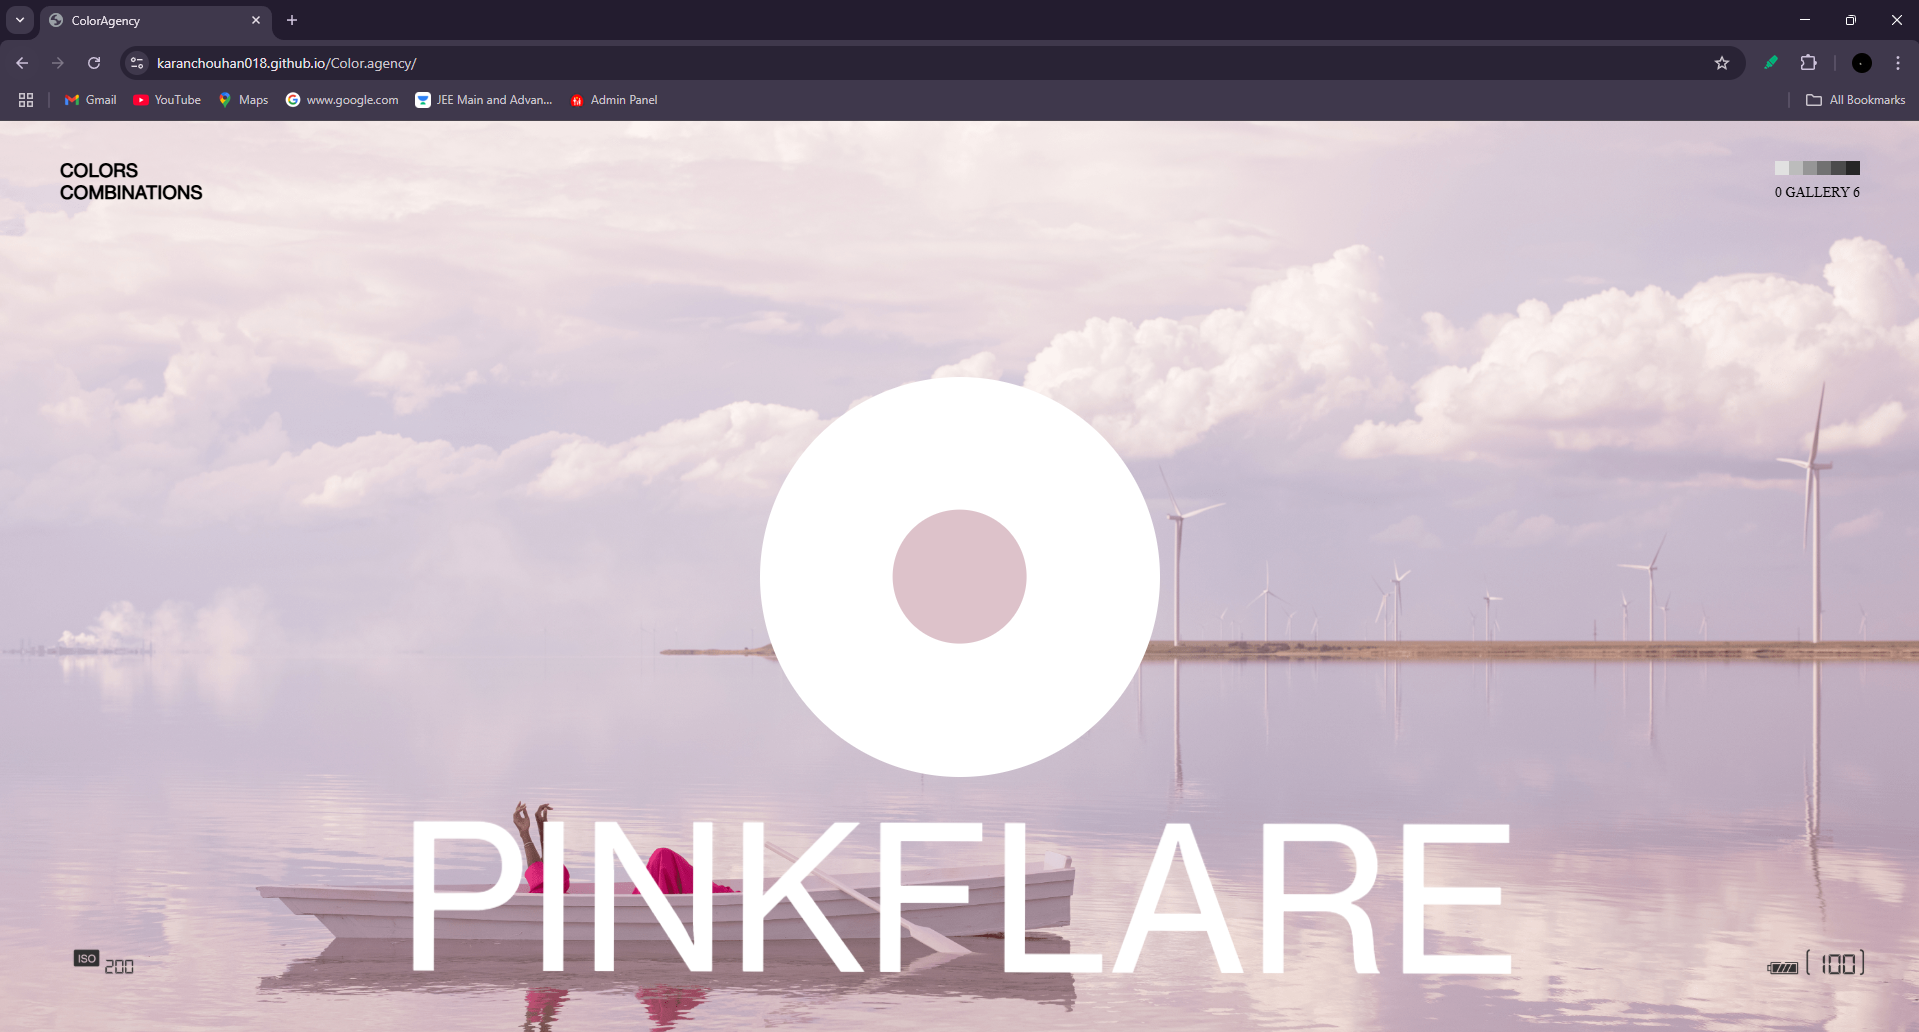 ColorAgency
karanchouhan018.github.io/Color.agency/
Gmail
YouTube
Maps
www.google.com
JEE Main and Advan...
Admin Panel
All Bookmarks
COLORS
COMBINATIONS
0 GALLERY 6
PINKFLARE
ISO 200
[100]